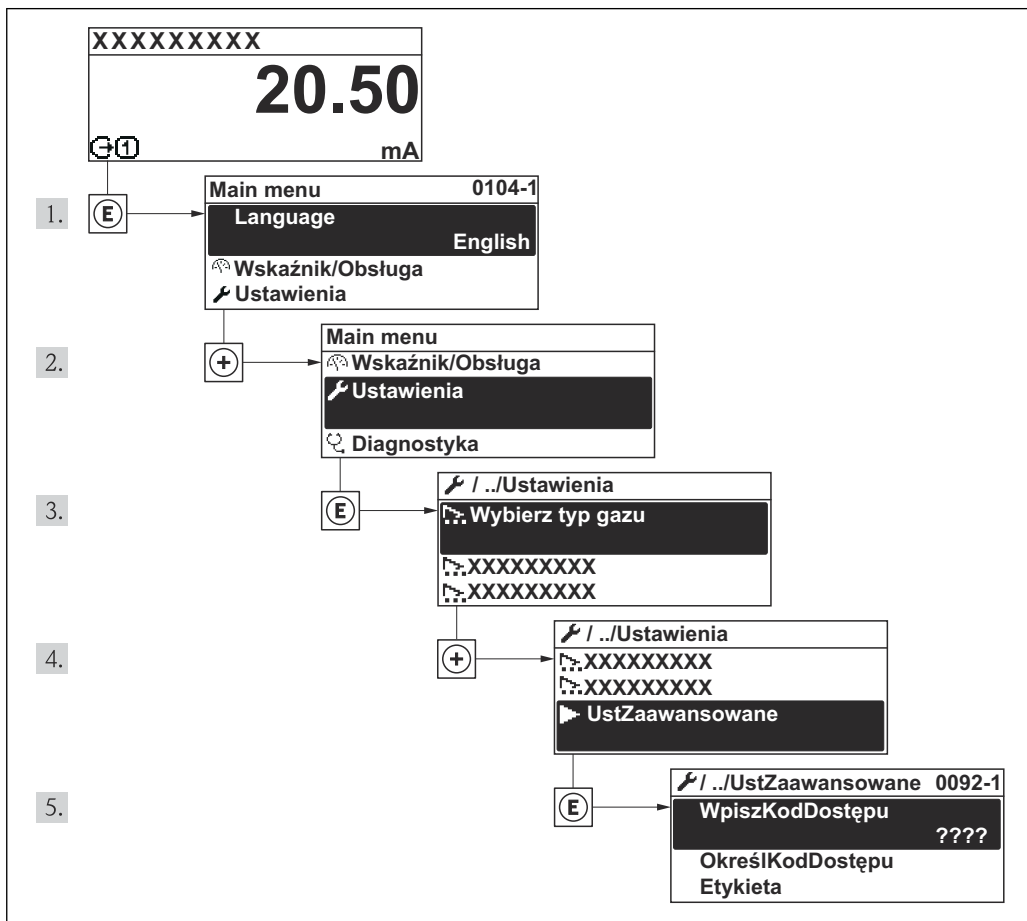 XXXXXXXXX
20.50
1 mA
1. E
Main menu 0104-1
Language
English
Wskaźnik/Obsługa
Ustawienia
2. +
Main menu
Wskaźnik/Obsługa
Ustawienia
Diagnostyka
3. E
/ ../Ustawienia
Wybierz typ gazu
XXXXXXXXX
XXXXXXXXX
4. +
/ ../Ustawienia
XXXXXXXXX
XXXXXXXXX
UstZaawansowane
5. E
/ ../UstZaawansowane 0092-1
WpiszKodDostępu
????
OkreślKodDostępu
Etykieta